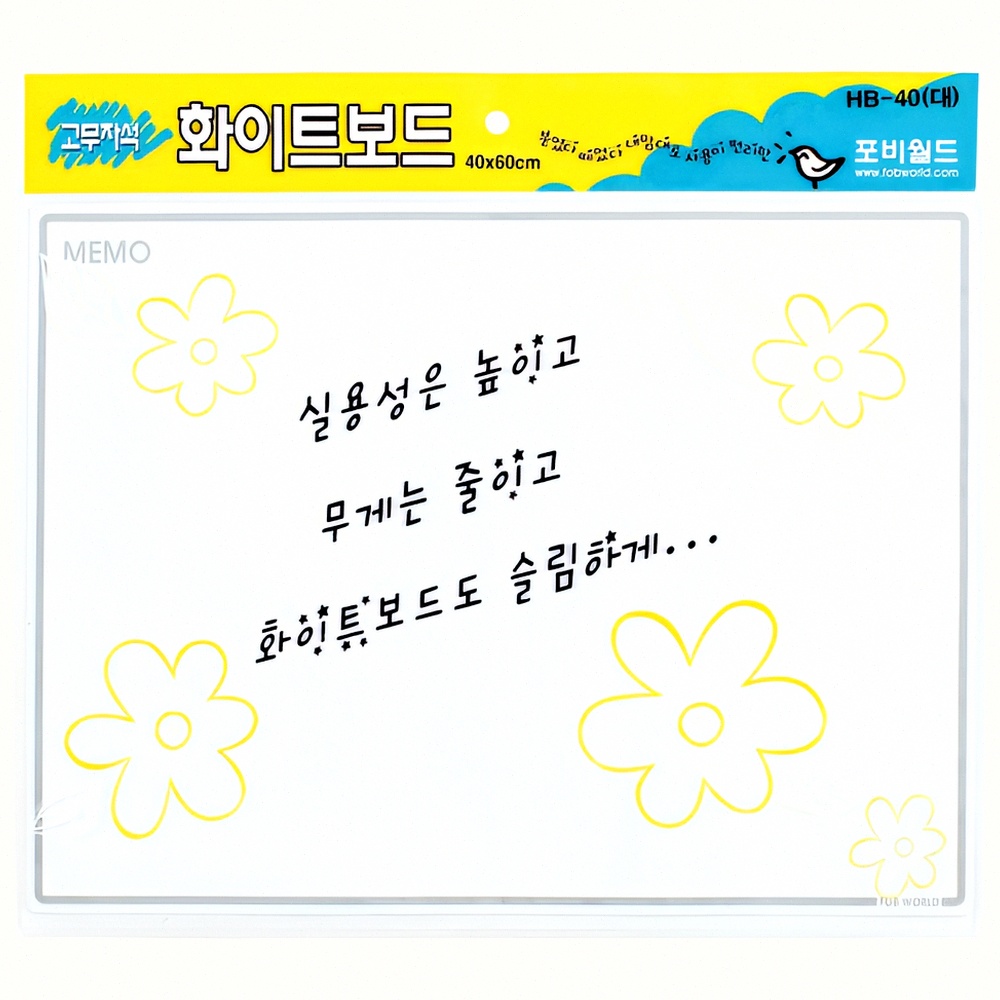 고무자석 화이트보드 40x60cm
붙였다 떼었다 내맘대로 사용이 편리한
HB-40(대)
포비월드
www.fobworld.com
MEMO
실용성은 높이고
무게는 줄이고
화이트보드도 슬림하게...
FOB WORLD